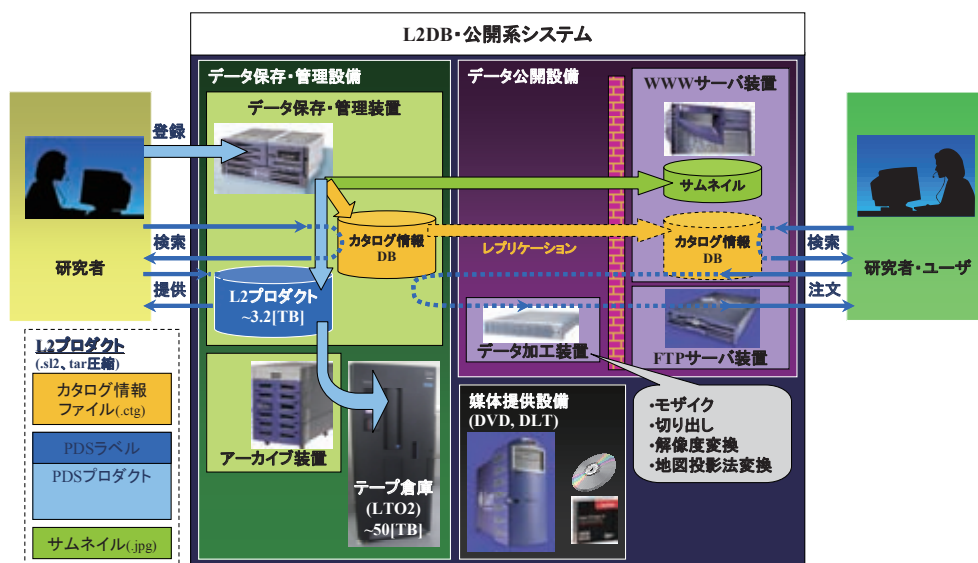 L2DB・公開系システム
データ保存・管理設備
データ保存・管理装置
データ公開設備
WWWサーバ装置
登録
サムネイル
検索
カタログ情報
DB
レプリケーション
カタログ情報
DB
検索
研究者
研究者・ユーザ
提供
L2プロダクト
~3.2[TB]
注文
データ加工装置
FTPサーバ装置
L2プロダクト
(.sl2、tar圧縮)
カタログ情報
ファイル(.ctg)
PDSラベル
PDSプロダクト
サムネイル(.jpg)
アーカイブ装置
テープ倉庫
(LTO2)
~50[TB]
媒体提供設備
(DVD, DLT)
・モザイク
・切り出し
・解像度変換
・地図投影法変換